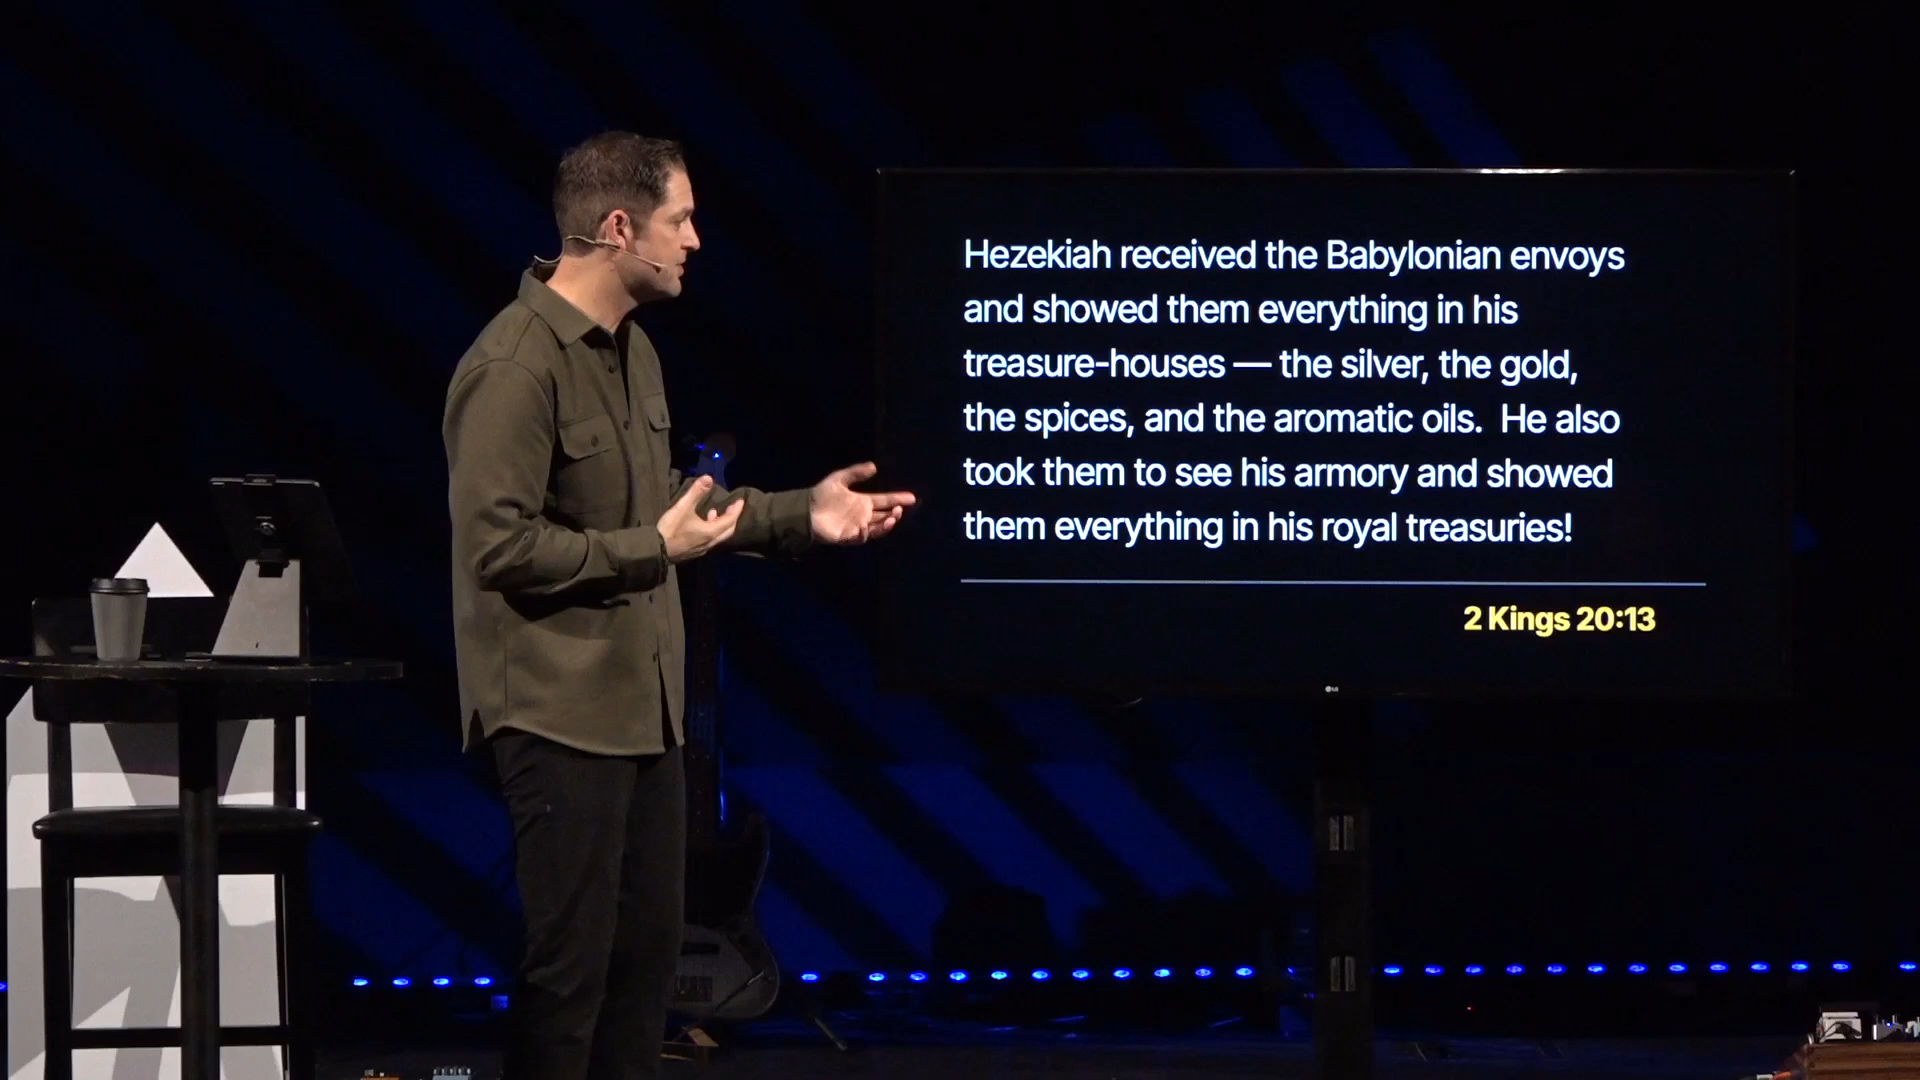 Hezekiah received the Babylonian envoys
and showed them everything in his
treasure-houses — the silver, the gold,
the spices, and the aromatic oils.  He also
took them to see his armory and showed
them everything in his royal treasuries!
2 Kings 20:13
LG